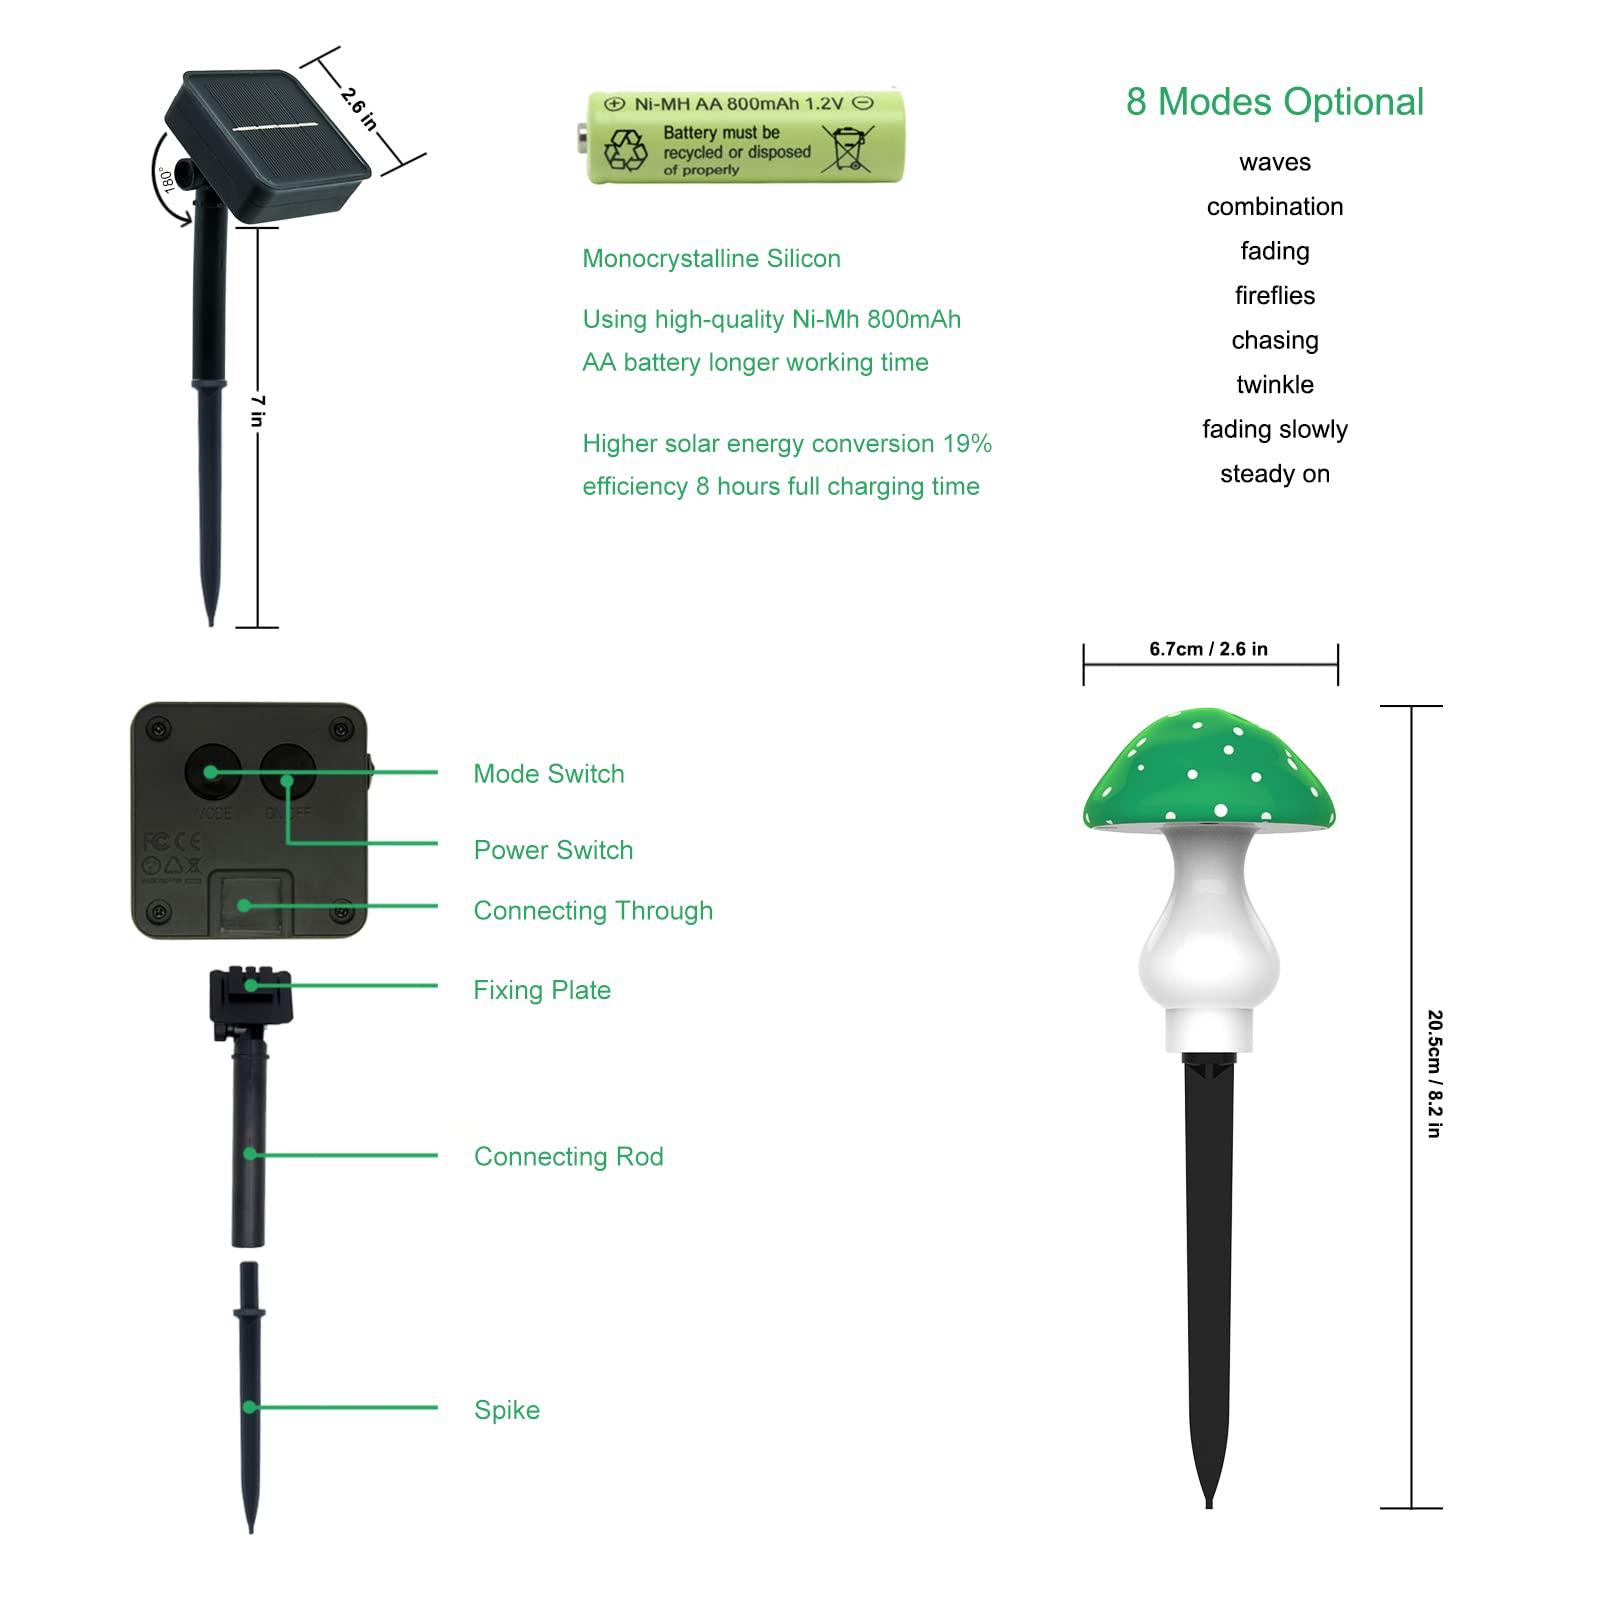 2.6 in
180°
7 in
Ni-MH AA 800mAh 1.2V
Battery must be
recycled or disposed
of properly
Monocrystalline Silicon
Using high-quality Ni-Mh 800mAh
AA battery longer working time
Higher solar energy conversion 19%
efficiency 8 hours full charging time
8 Modes Optional
waves
combination
fading
fireflies
chasing
twinkle
fading slowly
steady on
MODE
ON/OFF
FC CE
Mode Switch
Power Switch
Connecting Through
Fixing Plate
Connecting Rod
Spike
6.7cm / 2.6 in
20.5cm / 8.2 in